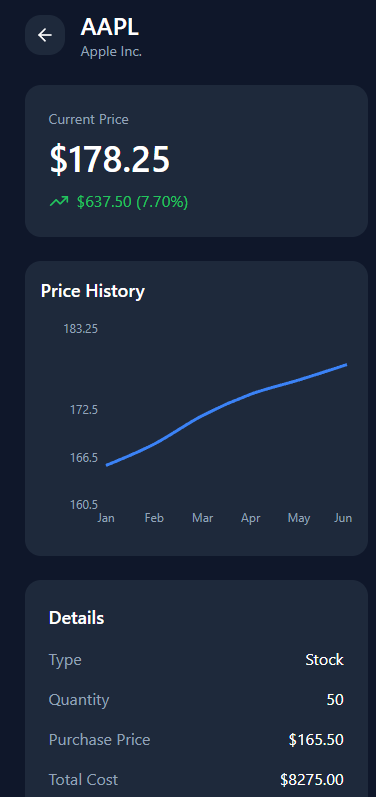 AAPL
Apple Inc.
Current Price
$178.25
$637.50 (7.70%)
Price History
183.25
172.5
166.5
160.5
Jan Feb Mar Apr May Jun
Details
Type Stock
Quantity 50
Purchase Price $165.50
Total Cost $8275.00